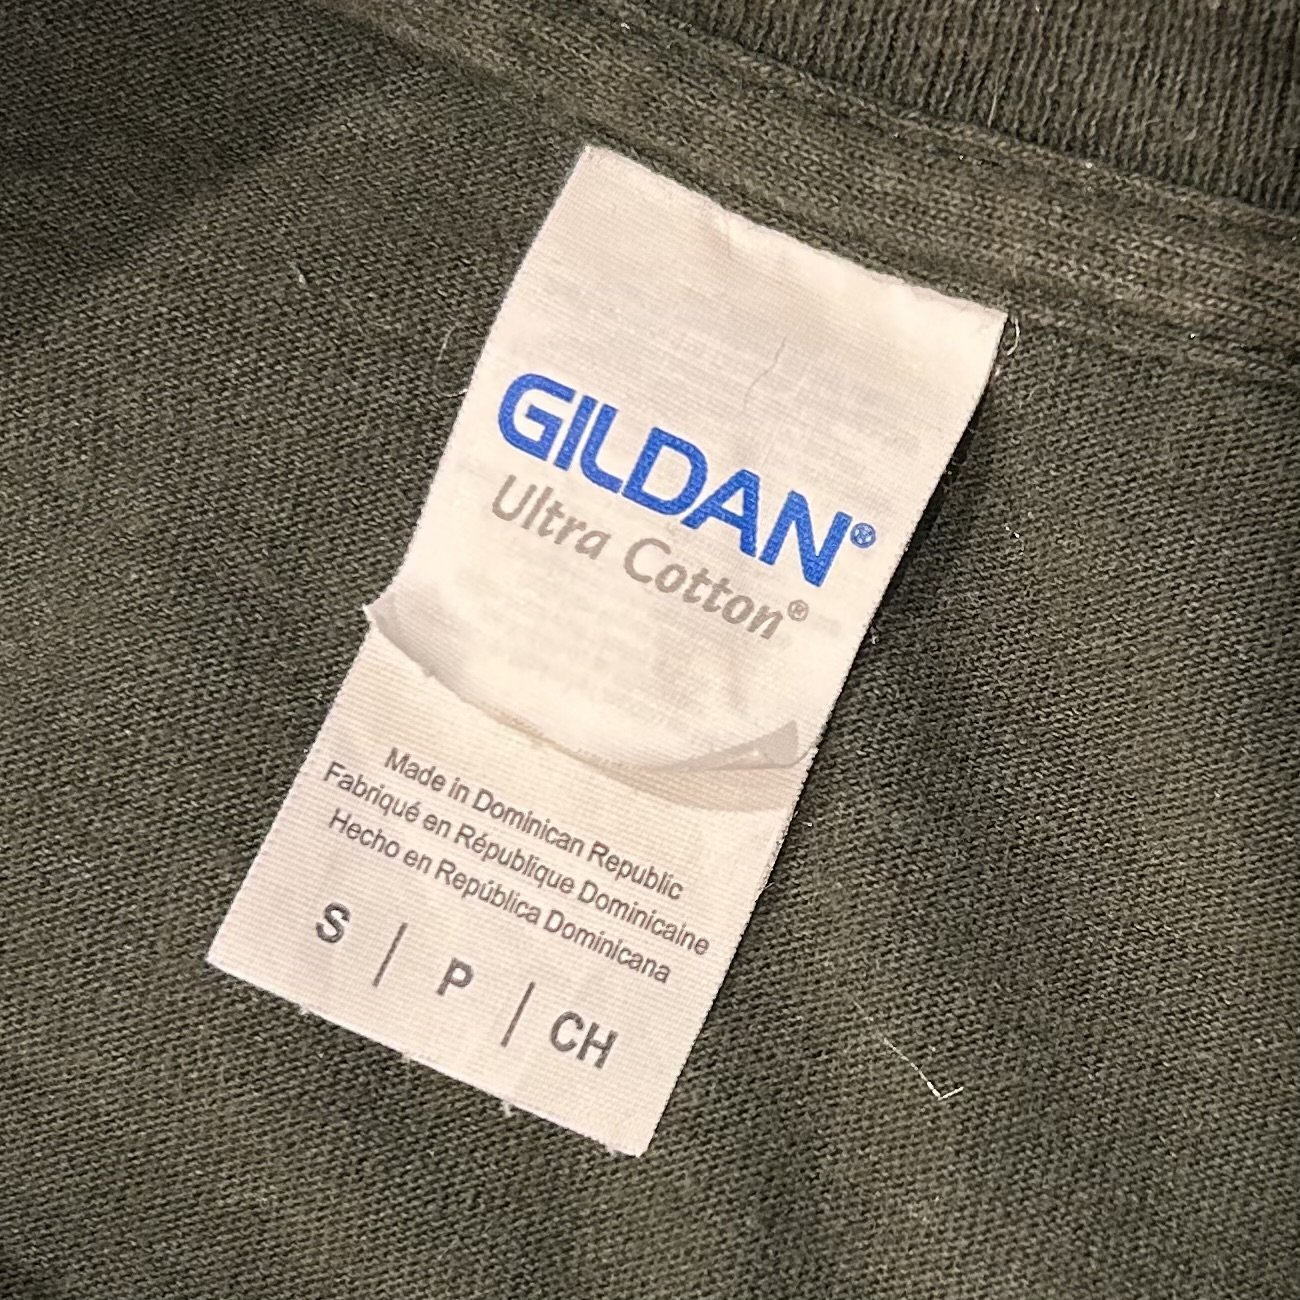 GILDAN®
Ultra Cotton®
Made in Dominican Republic
Fabriqué en République Dominicaine
Hecho en República Dominicana
S | P | CH